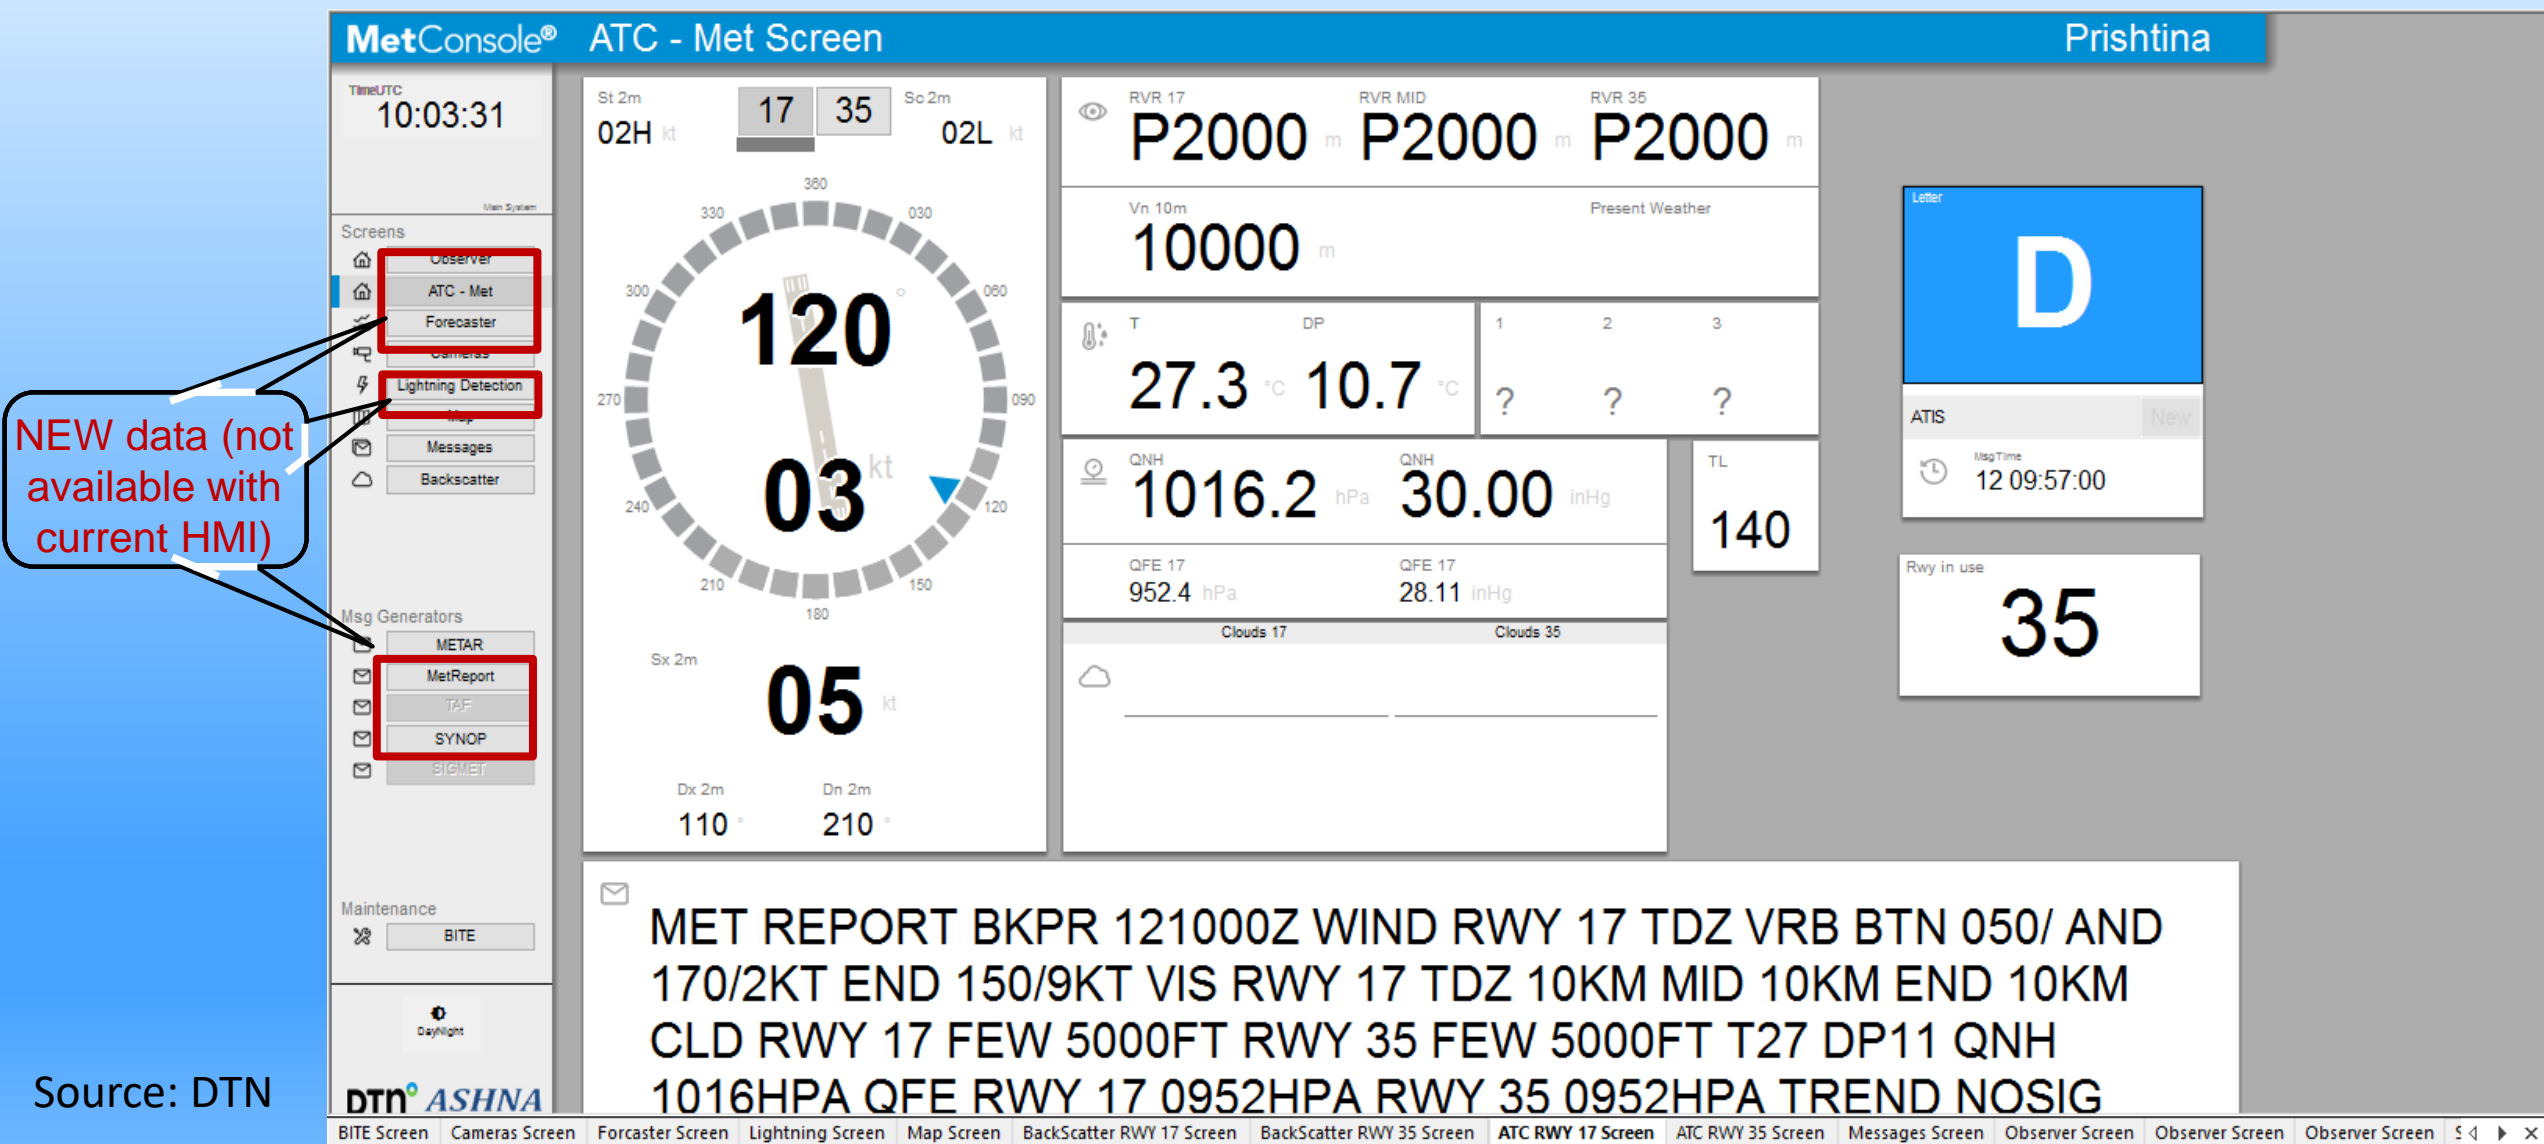 MetConsole® ATC - Met Screen Prishtina
TimeUTC
10:03:31
Main System
Screens
Observer
ATC - Met
Forecaster
Cameras
Lightning Detection
Map
Messages
Backscatter
NEW data (not
available with
current HMI)
Msg Generators
METAR
MetReport
TAF
SYNOP
SIGMET
Maintenance
BITE
DayNight
DTN ASHNA
Source: DTN
St 2m
02H kt
17 35
Sc 2m
02L kt
360
030
060
090
120
150
180
210
240
270
300
330
120 °
03 kt
Sx 2m
05 kt
Dx 2m Dn 2m
110 ° 210 °
RVR 17 RVR MID RVR 35
P2000 m P2000 m P2000 m
Vn 10m Present Weather
10000 m
T DP 1 2 3
27.3 °C 10.7 °C ? ? ?
QNH QNH
1016.2 hPa 30.00 inHg
TL
140
QFE 17 QFE 17
952.4 hPa 28.11 inHg
Clouds 17 Clouds 35
Letter
D
ATIS New
MsgTime
12 09:57:00
Rwy in use
35
MET REPORT BKPR 121000Z WIND RWY 17 TDZ VRB BTN 050/ AND
170/2KT END 150/9KT VIS RWY 17 TDZ 10KM MID 10KM END 10KM
CLD RWY 17 FEW 5000FT RWY 35 FEW 5000FT T27 DP11 QNH
1016HPA QFE RWY 17 0952HPA RWY 35 0952HPA TREND NOSIG
BITE Screen Cameras Screen Forcaster Screen Lightning Screen Map Screen BackScatter RWY 17 Screen BackScatter RWY 35 Screen ATC RWY 17 Screen ATC RWY 35 Screen Messages Screen Observer Screen Observer Screen Observer Screen